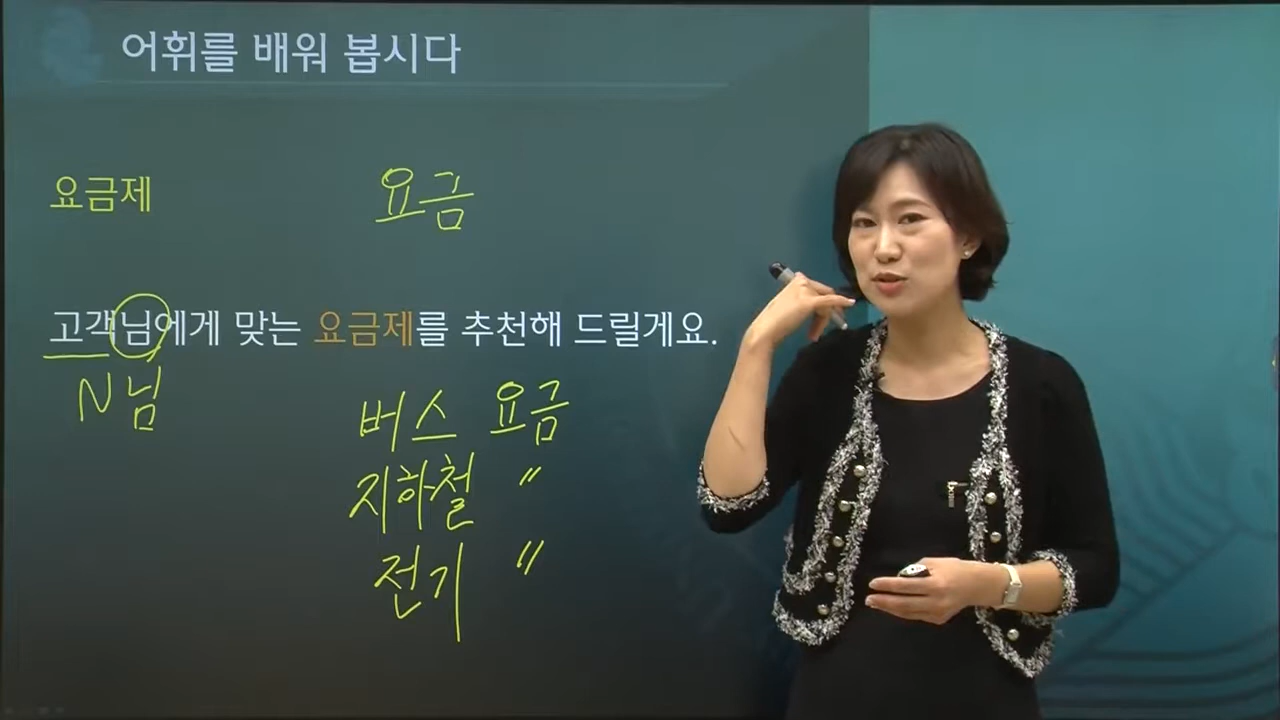 어휘를 배워 봅시다
요금제 요금
고객님에게 맞는 요금제를 추천해 드릴게요.
N님
버스 요금
지하철 〃
전기 〃